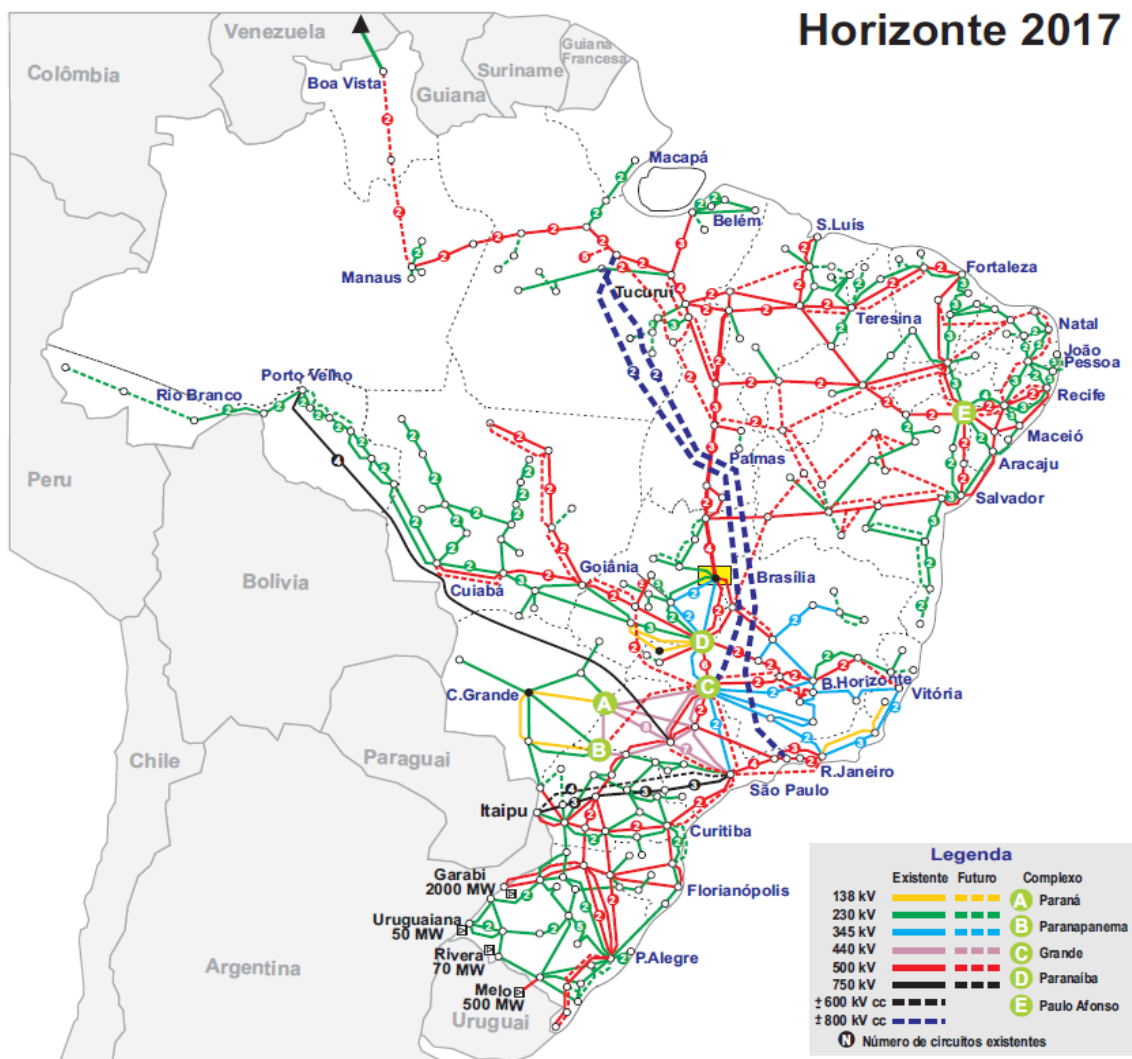 Horizonte 2017
Venezuela
Guiana
Francesa
Colômbia
Suriname
Boa Vista
Guiana
Macapá
Belém
S.Luís
Manaus
Fortaleza
Tucuruí
Teresina
Natal
João
Pessoa
Porto Velho
Rio Branco
Recife
E
Maceió
Palmas
Aracaju
Peru
Salvador
Bolivia
Goiânia
Brasília
Cuiabá
D
C
B.Horizonte
C.Grande
A
Vitória
B
Chile
Paraguai
R.Janeiro
São Paulo
Itaipu
Curitiba
Garabi
2000 MW
Florianópolis
Uruguaiana
50 MW
Rivera
70 MW
P.Alegre
Argentina
Melo
500 MW
Uruguai
Legenda
Existente Futuro Complexo
138 kV A Paraná
230 kV B Paranapanema
345 kV
440 kV C Grande
500 kV D Paranaíba
750 kV
±600 kV cc E Paulo Afonso
±800 kV cc
N Número de circuitos existentes